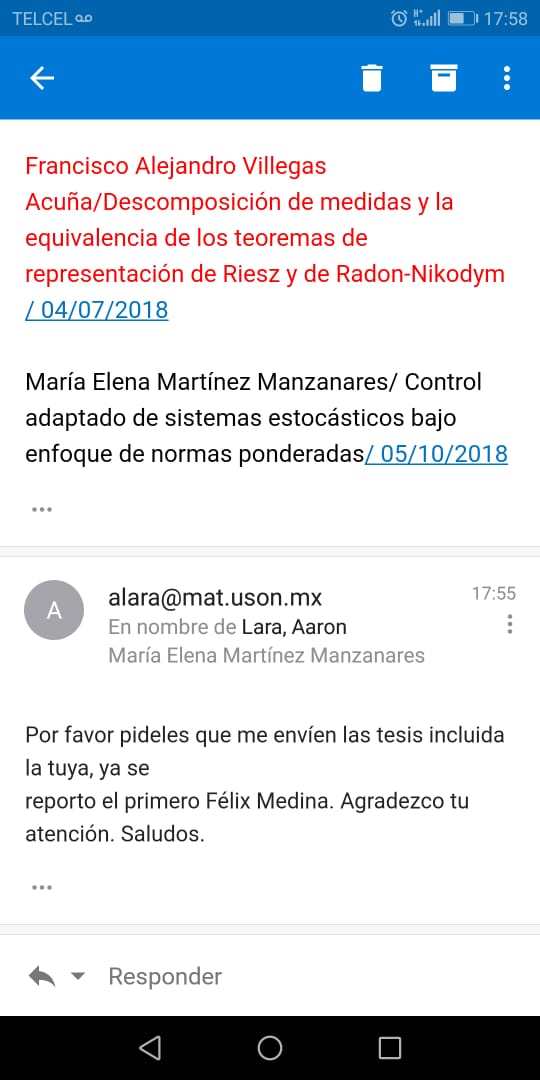 TELCEL 17:58
Francisco Alejandro Villegas
Acuña/Descomposición de medidas y la
equivalencia de los teoremas de
representación de Riesz y de Radon-Nikodym
/ 04/07/2018
María Elena Martínez Manzanares/ Control
adaptado de sistemas estocásticos bajo
enfoque de normas ponderadas/ 05/10/2018
...
A
alara@mat.uson.mx 17:55
En nombre de Lara, Aaron
María Elena Martínez Manzanares
Por favor pideles que me envíen las tesis incluida
la tuya, ya se
reporto el primero Félix Medina. Agradezco tu
atención. Saludos.
...
Responder